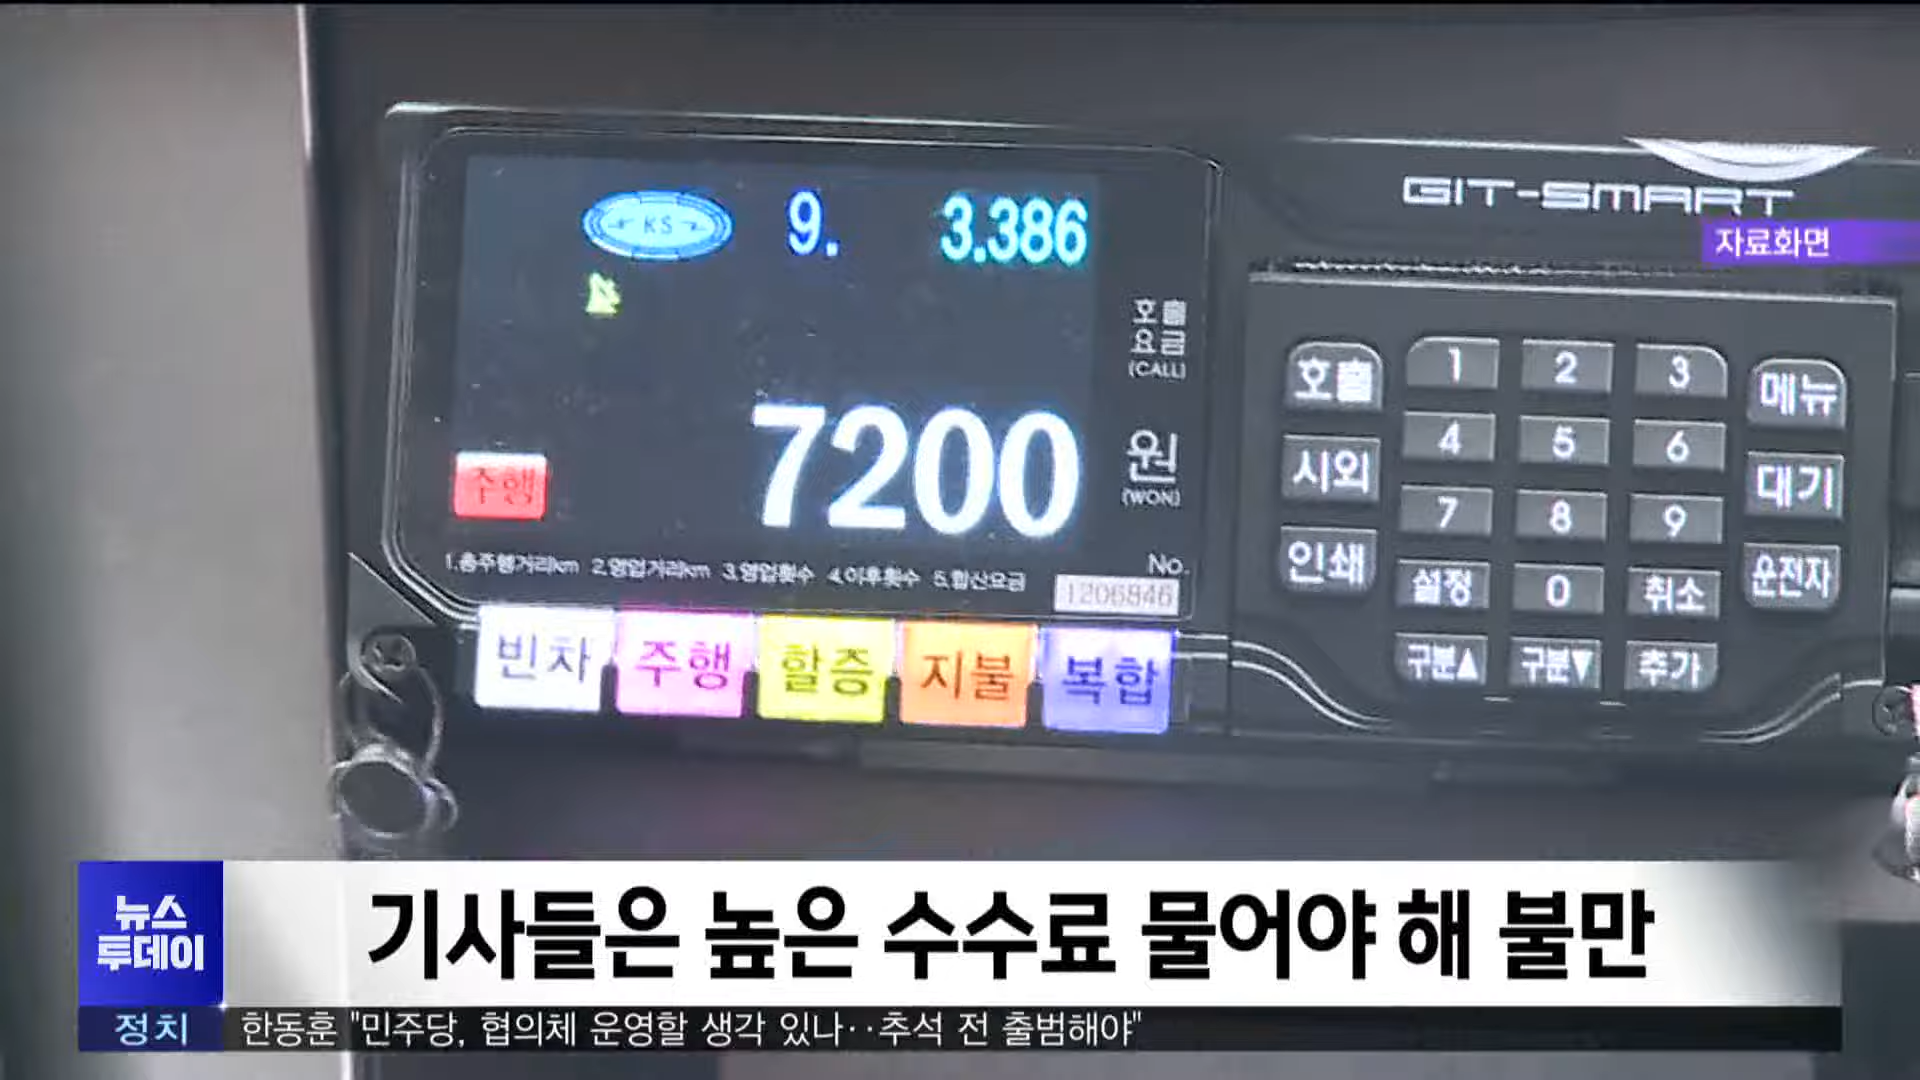 KS 9. 3.386
GIT-SMART
자료화면
호출
요금
(CALL)
7200 원
(WON)
주행
1.총주행거리km 2.영업거리km 3.영업횟수 4.이후횟수 5.합산요금
No.
1206846
빈차 주행 할증 지불 복합
호출 1 2 3 메뉴
시외 4 5 6 대기
인쇄 7 8 9 운전자
설정 0 취소
구분▲ 구분▼ 추가
뉴스
투데이
기사들은 높은 수수료 물어야 해 불만
정치 한동훈 "민주당, 협의체 운영할 생각 있나‥추석 전 출범해야"